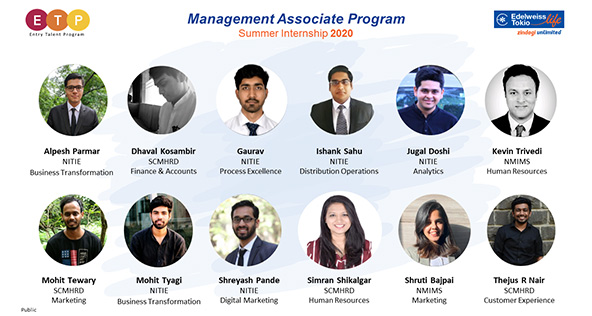 ETP
Entry Talent Program
Management Associate Program
Summer Internship 2020
Edelweiss
Tokio life
zindagi unlimited
Alpesh Parmar
NITIE
Business Transformation
Dhaval Kosambir
SCMHRD
Finance & Accounts
Gaurav
NITIE
Process Excellence
Ishank Sahu
NITIE
Distribution Operations
Jugal Doshi
NITIE
Analytics
Kevin Trivedi
NMIMS
Human Resources
Mohit Tewary
SCMHRD
Marketing
Mohit Tyagi
NITIE
Business Transformation
Shreyash Pande
NITIE
Digital Marketing
Simran Shikalgar
SCMHRD
Human Resources
Shruti Bajpai
NMIMS
Marketing
Thejus R Nair
SCMHRD
Customer Experience
Public